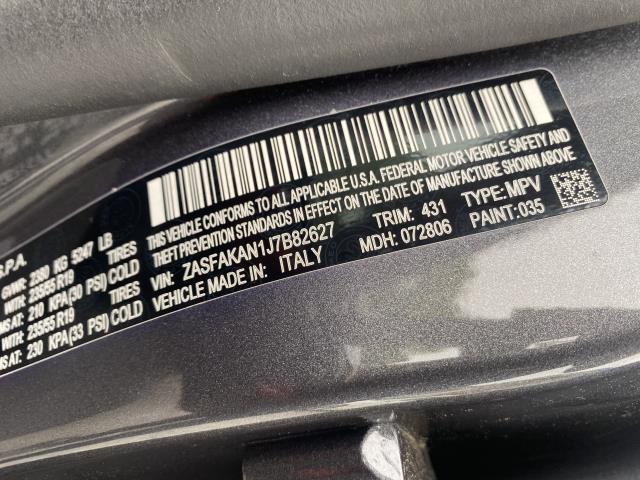 S.P.A.
GVWR: 2380 KG 5247 LB
WITH: 235/55 R19 TIRES
MS AT: 210 KPA(30 PSI) COLD
WITH: 235/55 R19 TIRES
MS AT: 230 KPA(33 PSI) COLD
THIS VEHICLE CONFORMS TO ALL APPLICABLE U.S.A. FEDERAL MOTOR VEHICLE SAFETY AND
THEFT PREVENTION STANDARDS IN EFFECT ON THE DATE OF MANUFACTURE SHOWN ABOVE
VIN: ZASFAKAN1J7B82627 TRIM: 431 TYPE: MPV
VEHICLE MADE IN: ITALY MDH: 072806 PAINT: 035